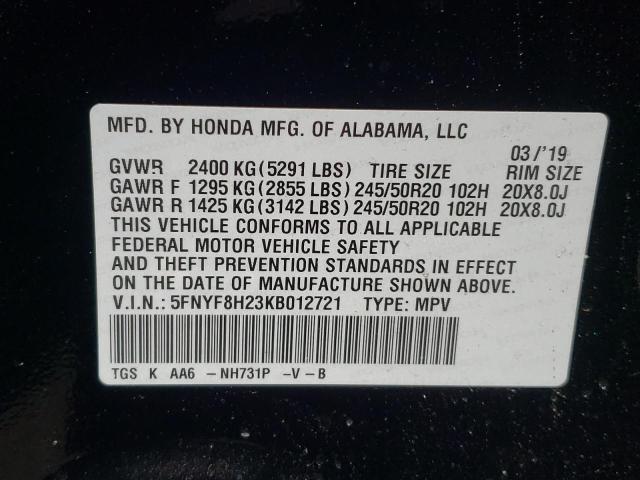 MFD. BY HONDA MFG. OF ALABAMA, LLC
03/'19
GVWR 2400 KG (5291 LBS) TIRE SIZE RIM SIZE
GAWR F 1295 KG (2855 LBS) 245/50R20 102H 20X8.0J
GAWR R 1425 KG (3142 LBS) 245/50R20 102H 20X8.0J
THIS VEHICLE CONFORMS TO ALL APPLICABLE
FEDERAL MOTOR VEHICLE SAFETY
AND THEFT PREVENTION STANDARDS IN EFFECT
ON THE DATE OF MANUFACTURE SHOWN ABOVE.
V.I.N.: 5FNYF8H23KB012721 TYPE: MPV
TGS K AA6 -NH731P -V-B